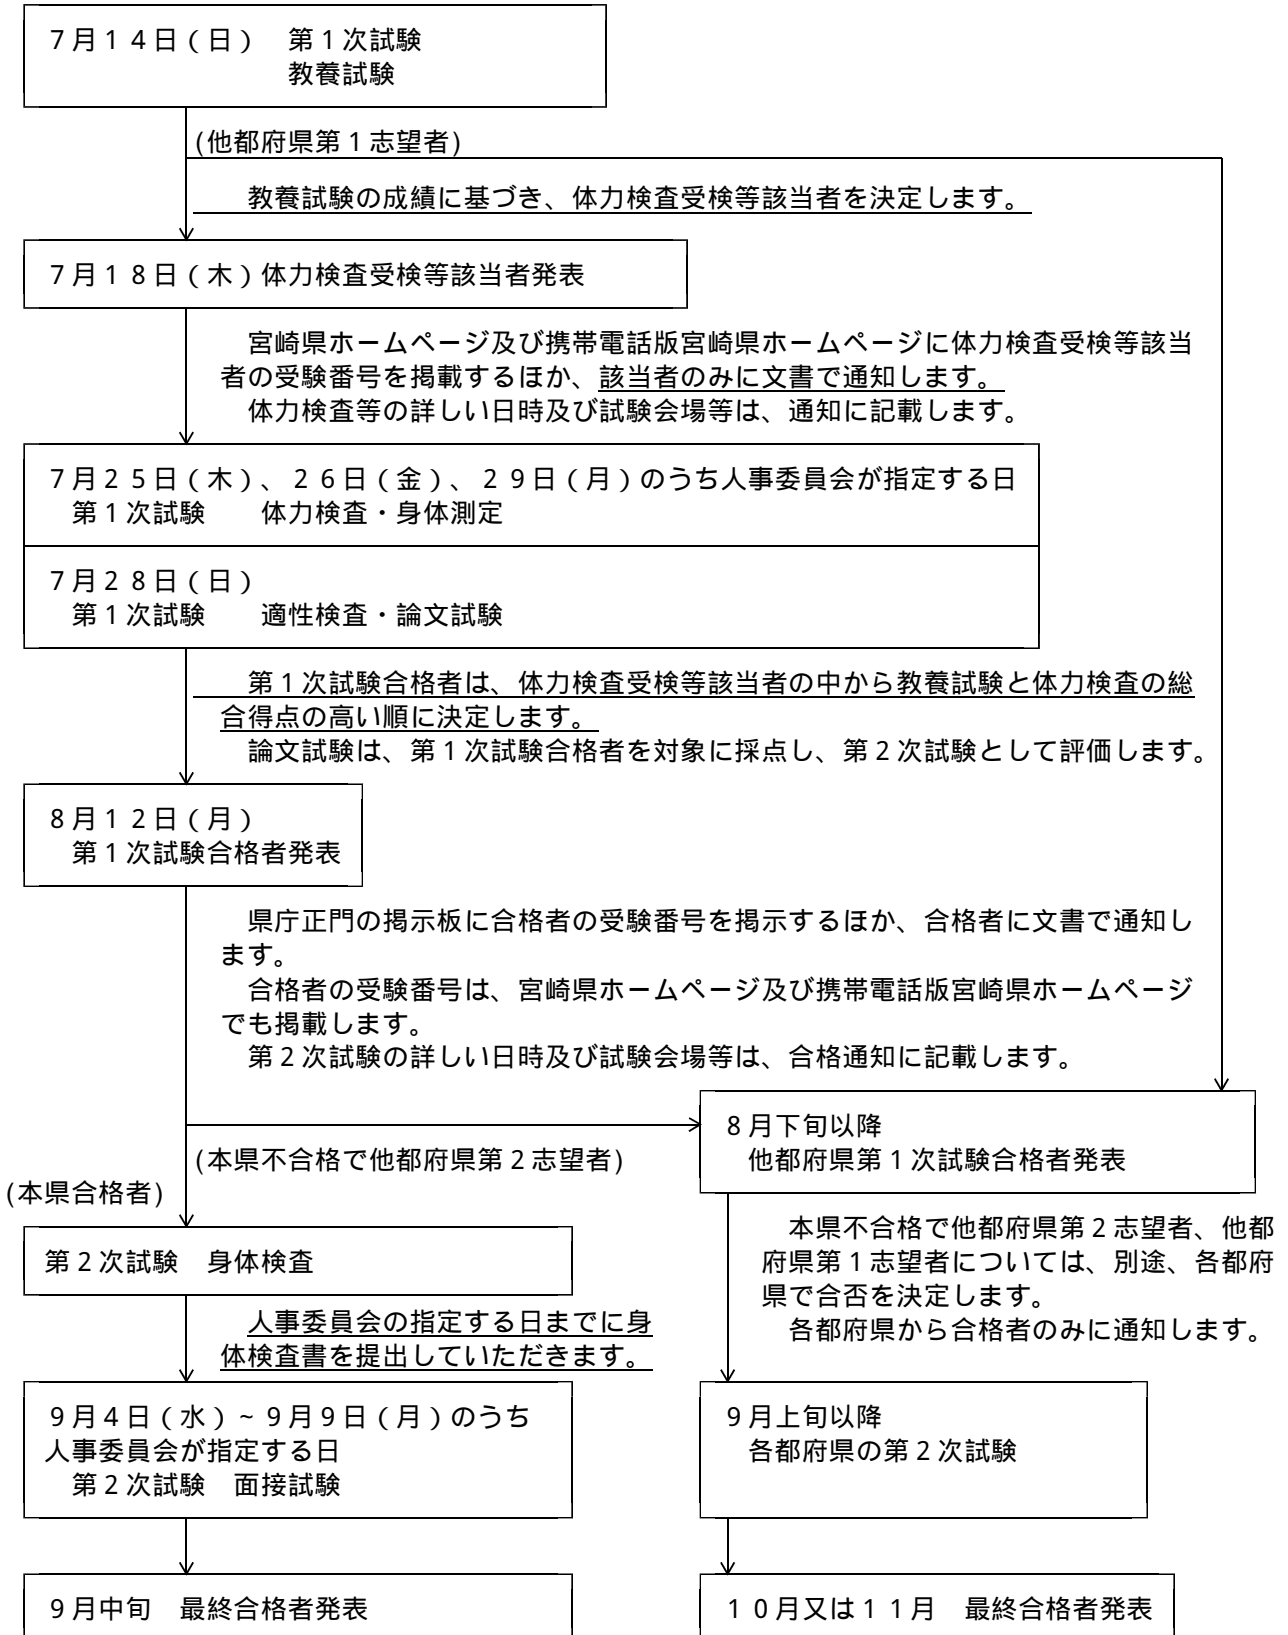 ７月１４日（日）　第１次試験
教養試験
(他都府県第１志望者)
教養試験の成績に基づき、体力検査受検等該当者を決定します。
７月１８日（木）体力検査受検等該当者発表
宮崎県ホームページ及び携帯電話版宮崎県ホームページに体力検査受検等該当
者の受験番号を掲載するほか、該当者のみに文書で通知します。
体力検査等の詳しい日時及び試験会場等は、通知に記載します。
７月２５日（木）、２６日（金）、２９日（月）のうち人事委員会が指定する日
第１次試験　　体力検査・身体測定
７月２８日（日）
第１次試験　　適性検査・論文試験
第１次試験合格者は、体力検査受検等該当者の中から教養試験と体力検査の総
合得点の高い順に決定します。
論文試験は、第１次試験合格者を対象に採点し、第２次試験として評価します。
８月１２日（月）
第１次試験合格者発表
県庁正門の掲示板に合格者の受験番号を掲示するほか、合格者に文書で通知し
ます。
合格者の受験番号は、宮崎県ホームページ及び携帯電話版宮崎県ホームページ
でも掲載します。
第２次試験の詳しい日時及び試験会場等は、合格通知に記載します。
８月下旬以降
他都府県第１次試験合格者発表
(本県不合格で他都府県第２志望者)
(本県合格者)
本県不合格で他都府県第２志望者、他都
府県第１志望者については、別途、各都府
県で合否を決定します。
各都府県から合格者のみに通知します。
第２次試験　身体検査
人事委員会の指定する日までに身
体検査書を提出していただきます。
９月４日（水）～９月９日（月）のうち
人事委員会が指定する日
第２次試験　面接試験
９月上旬以降
各都府県の第２次試験
９月中旬　最終合格者発表
１０月又は１１月　最終合格者発表